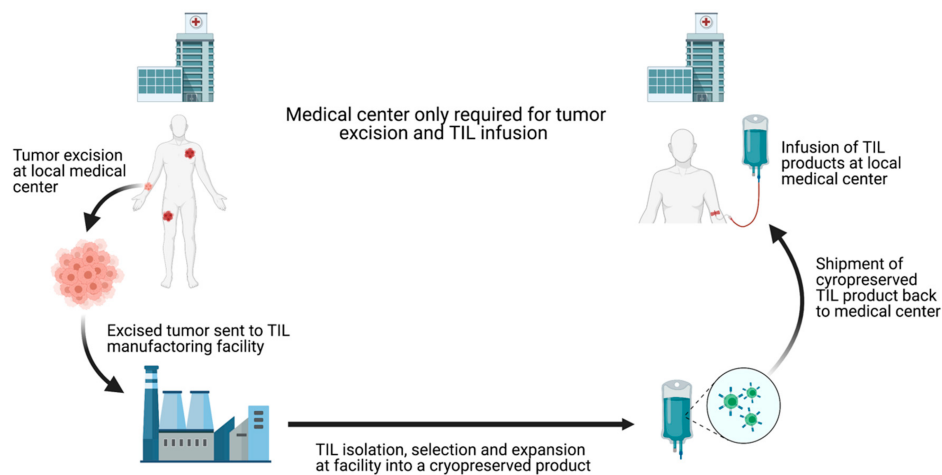 Medical center only required for tumor
excision and TIL infusion
Tumor excision
at local medical
center
Excised tumor sent to TIL
manufactoring facility
TIL isolation, selection and expansion
at facility into a cryopreserved product
Shipment of
cyropreserved
TIL product back
to medical center
Infusion of TIL
products at local
medical center